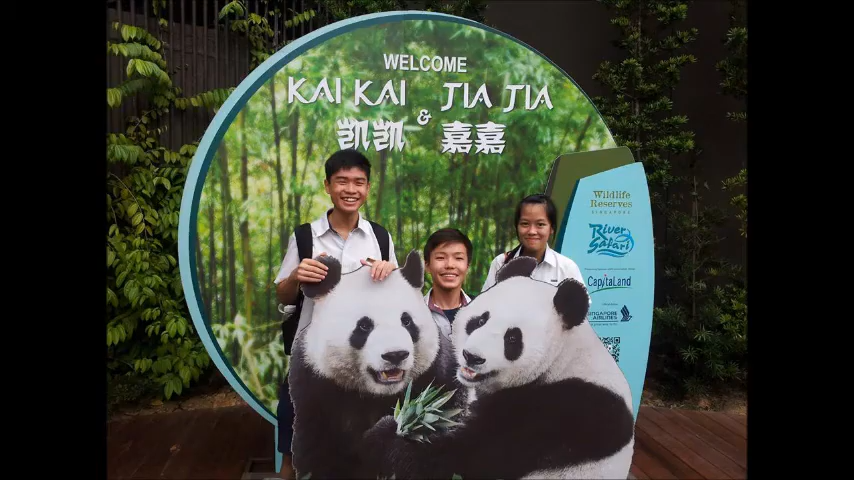 WELCOME
KAI KAI & JIA JIA
凯凯 嘉嘉
Wildlife
Reserves
SINGAPORE
River
Safari
CapitaLand
SINGAPORE
AIRLINES